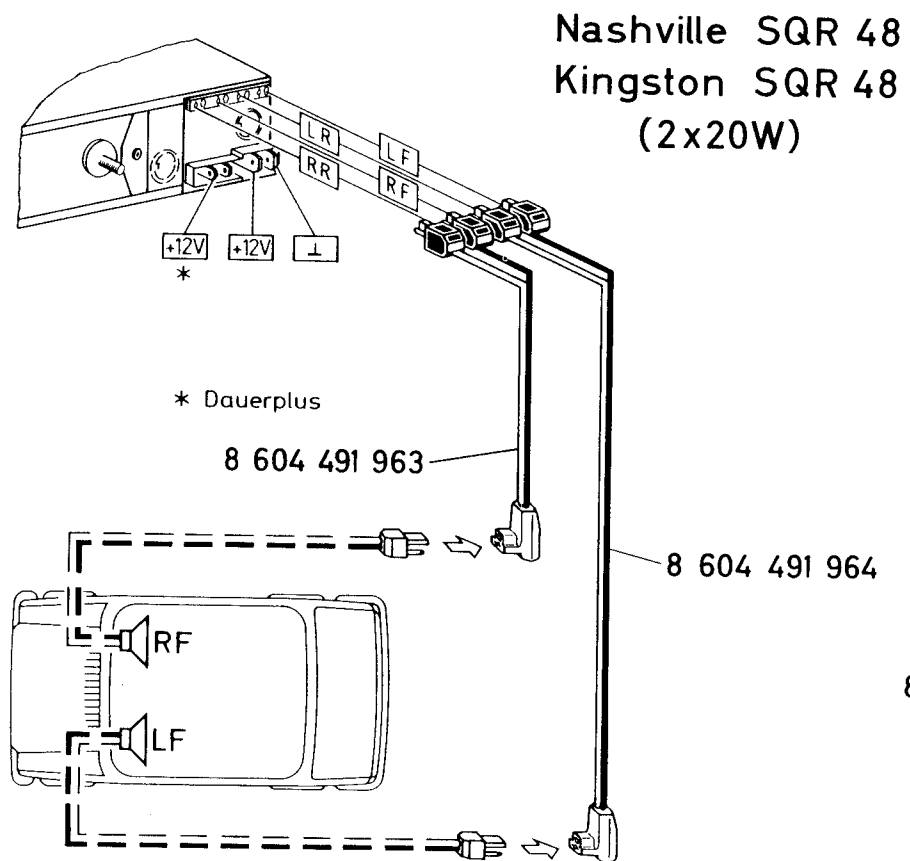 Nashville SQR 48
Kingston SQR 48
(2x20W)
LR
LF
RR
RF
+12V
+12V
⊥
*
* Dauerplus
8 604 491 963
8 604 491 964
RF
LF